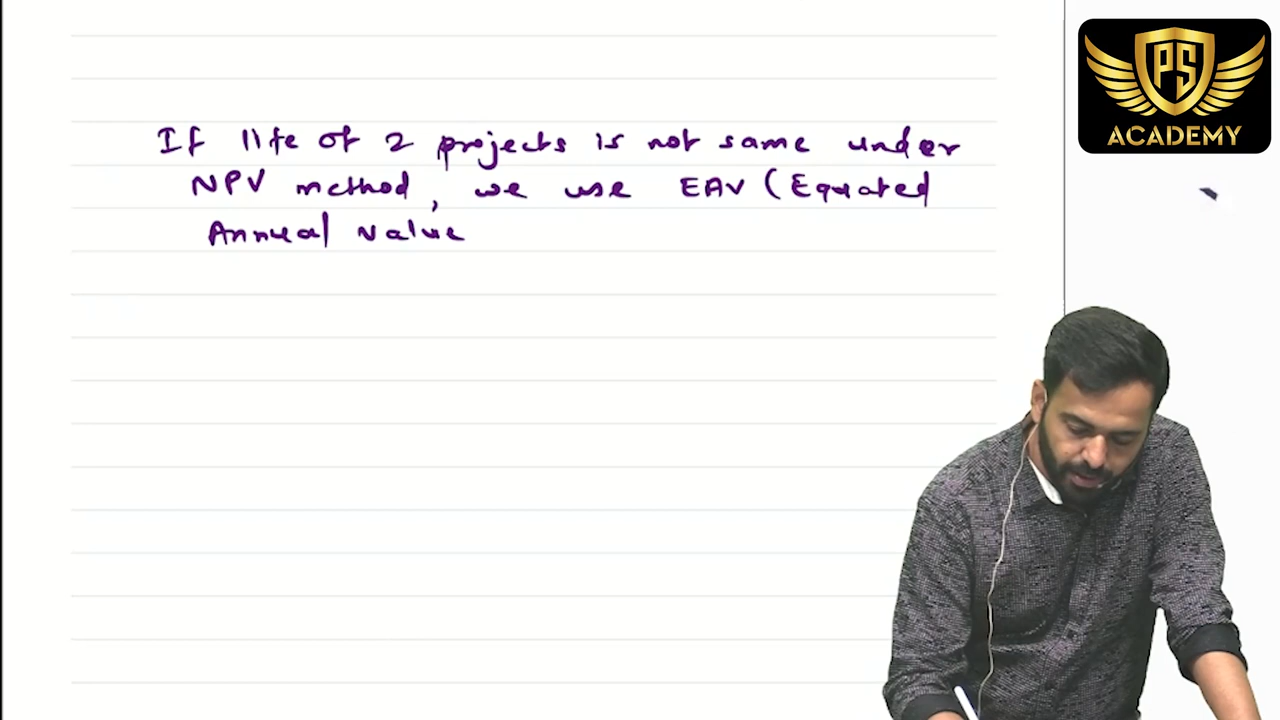 PS
ACADEMY
If life of 2 projects is not same under
NPV method, we use EAV (Equated
Annual value